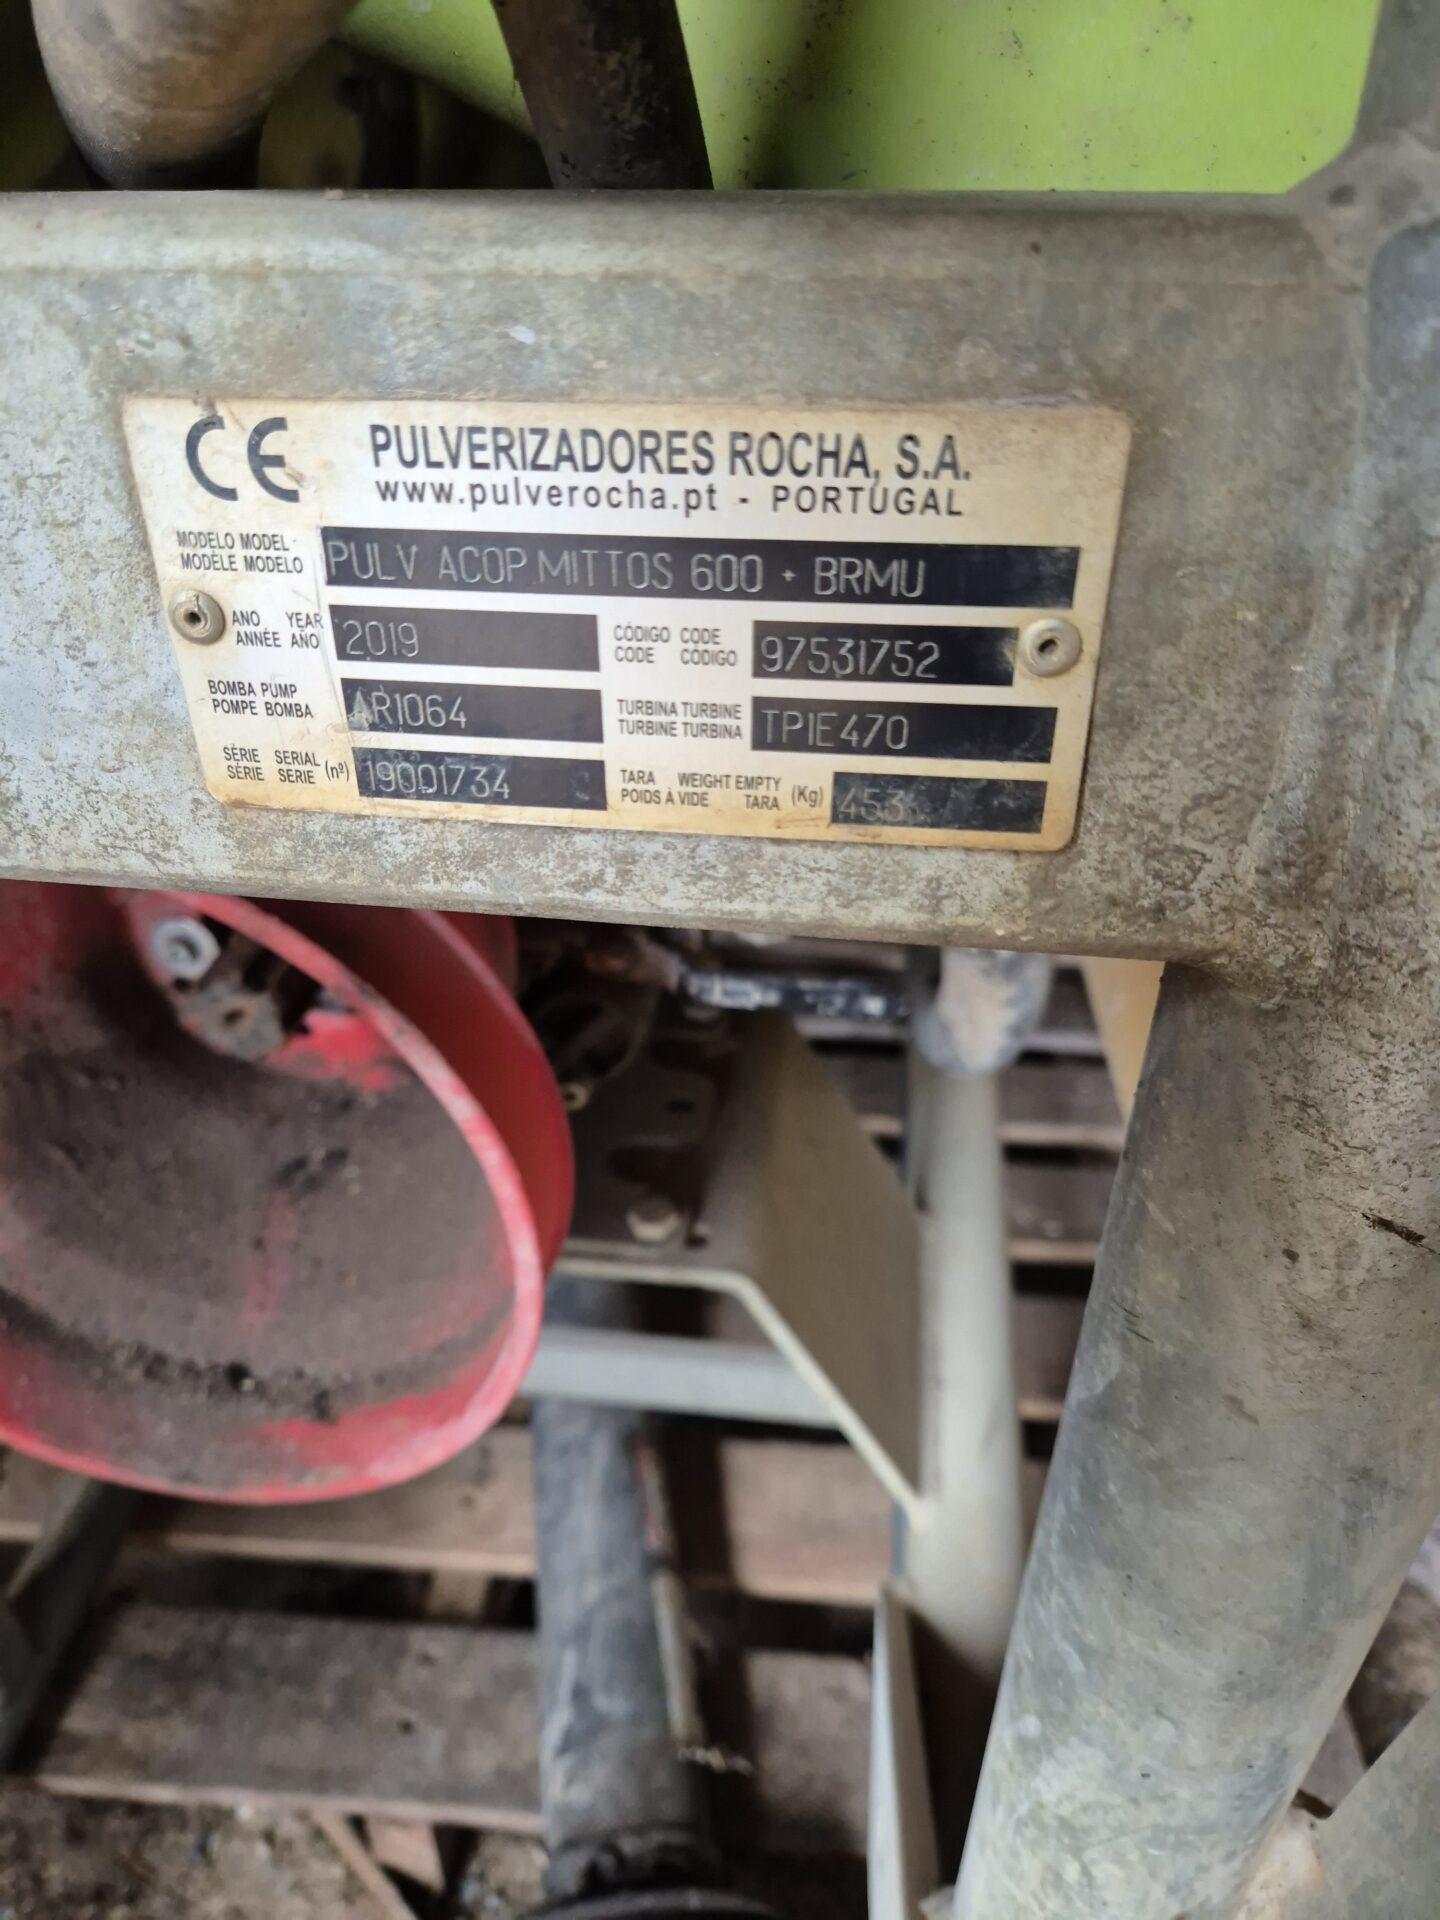 CE PULVERIZADORES ROCHA, S.A.
www.pulverocha.pt - PORTUGAL
MODELO MODEL
MODÈLE MODELO
PULV ACOP.MITTOS 600 + BRMU
ANO YEAR
ANNÉE AÑO
2019
CÓDIGO CODE
CODE CÓDIGO
97531752
BOMBA PUMP
POMPE BOMBA
AR1064
TURBINA TURBINE
TURBINE TURBINA
TPIE470
SÉRIE SERIAL
SÉRIE SERIE (nº)
19001734
TARA WEIGHT EMPTY
POIDS À VIDE TARA (Kg)
453